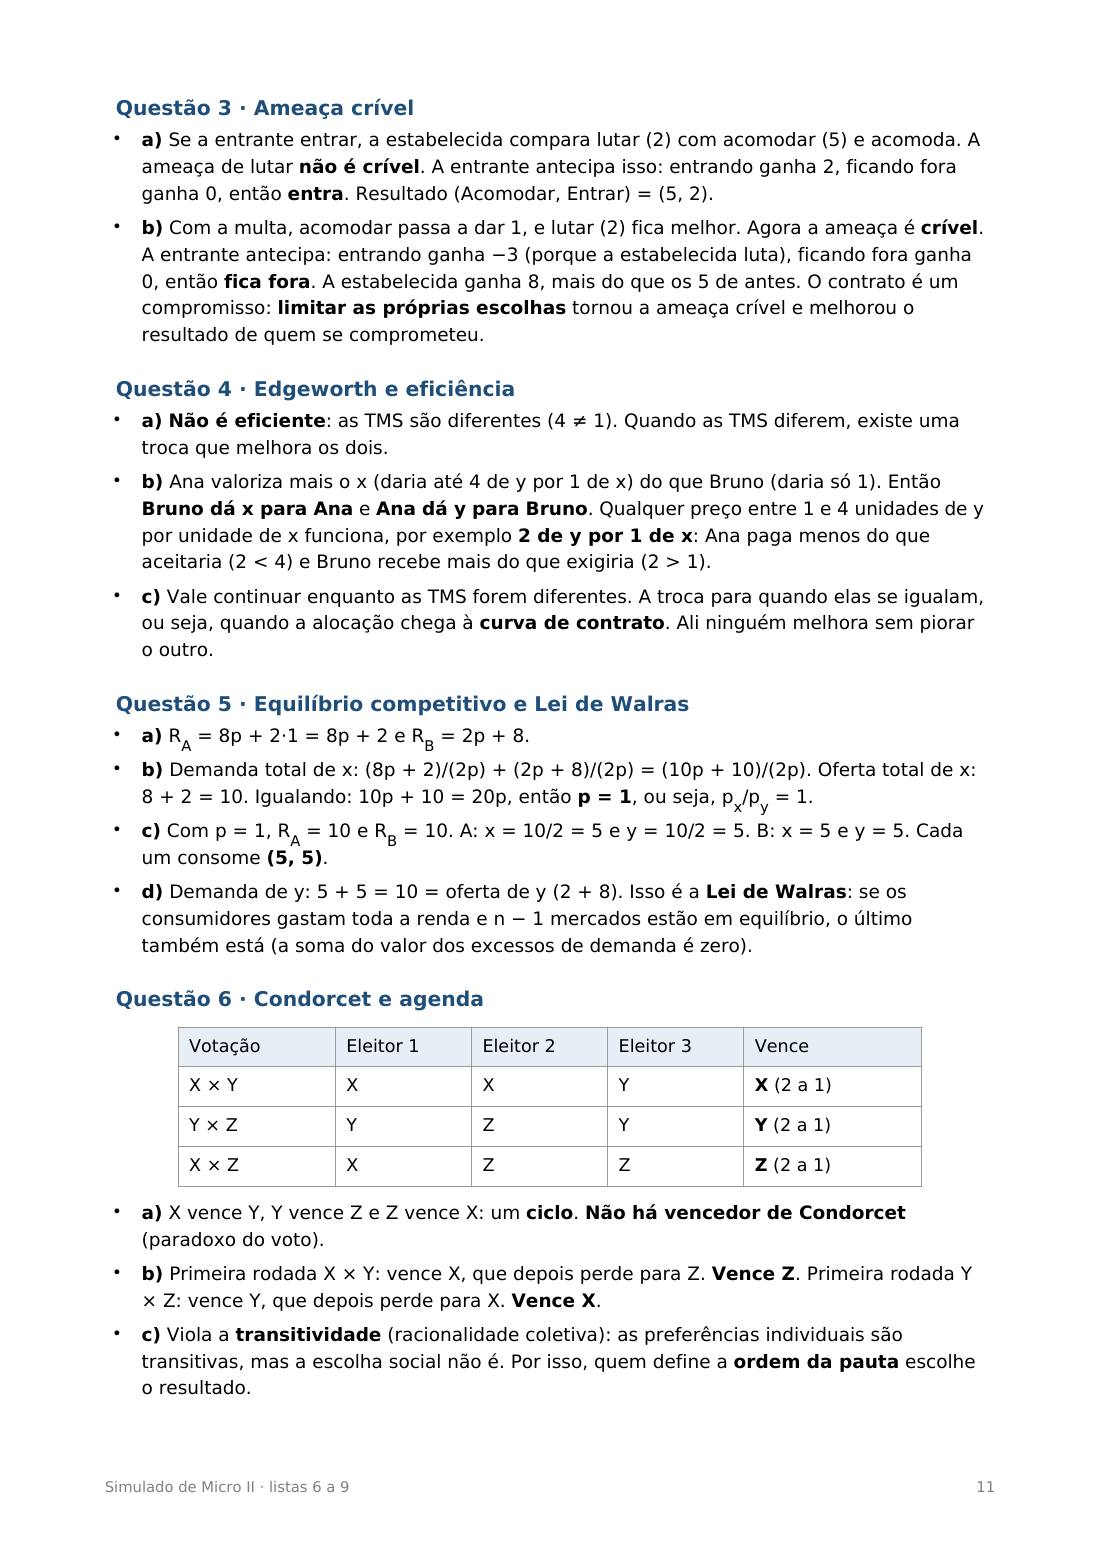 Questão 3 · Ameaça crível
• a) Se a entrante entrar, a estabelecida compara lutar (2) com acomodar (5) e acomoda. A
ameaça de lutar não é crível. A entrante antecipa isso: entrando ganha 2, ficando fora
ganha 0, então entra. Resultado (Acomodar, Entrar) = (5, 2).
• b) Com a multa, acomodar passa a dar 1, e lutar (2) fica melhor. Agora a ameaça é crível.
A entrante antecipa: entrando ganha −3 (porque a estabelecida luta), ficando fora ganha
0, então fica fora. A estabelecida ganha 8, mais do que os 5 de antes. O contrato é um
compromisso: limitar as próprias escolhas tornou a ameaça crível e melhorou o
resultado de quem se comprometeu.
Questão 4 · Edgeworth e eficiência
• a) Não é eficiente: as TMS são diferentes (4 ≠ 1). Quando as TMS diferem, existe uma
troca que melhora os dois.
• b) Ana valoriza mais o x (daria até 4 de y por 1 de x) do que Bruno (daria só 1). Então
Bruno dá x para Ana e Ana dá y para Bruno. Qualquer preço entre 1 e 4 unidades de y
por unidade de x funciona, por exemplo 2 de y por 1 de x: Ana paga menos do que
aceitaria (2 < 4) e Bruno recebe mais do que exigiria (2 > 1).
• c) Vale continuar enquanto as TMS forem diferentes. A troca para quando elas se igualam,
ou seja, quando a alocação chega à curva de contrato. Ali ninguém melhora sem piorar
o outro.
Questão 5 · Equilíbrio competitivo e Lei de Walras
• a) R_A = 8p + 2·1 = 8p + 2 e R_B = 2p + 8.
• b) Demanda total de x: (8p + 2)/(2p) + (2p + 8)/(2p) = (10p + 10)/(2p). Oferta total de x:
8 + 2 = 10. Igualando: 10p + 10 = 20p, então p = 1, ou seja, p_x/p_y = 1.
• c) Com p = 1, R_A = 10 e R_B = 10. A: x = 10/2 = 5 e y = 10/2 = 5. B: x = 5 e y = 5. Cada
um consome (5, 5).
• d) Demanda de y: 5 + 5 = 10 = oferta de y (2 + 8). Isso é a Lei de Walras: se os
consumidores gastam toda a renda e n − 1 mercados estão em equilíbrio, o último
também está (a soma do valor dos excessos de demanda é zero).
Questão 6 · Condorcet e agenda
Votação Eleitor 1 Eleitor 2 Eleitor 3 Vence
X × Y X X Y X (2 a 1)
Y × Z Y Z Y Y (2 a 1)
X × Z X Z Z Z (2 a 1)
• a) X vence Y, Y vence Z e Z vence X: um ciclo. Não há vencedor de Condorcet
(paradoxo do voto).
• b) Primeira rodada X × Y: vence X, que depois perde para Z. Vence Z. Primeira rodada Y
× Z: vence Y, que depois perde para X. Vence X.
• c) Viola a transitividade (racionalidade coletiva): as preferências individuais são
transitivas, mas a escolha social não é. Por isso, quem define a ordem da pauta escolhe
o resultado.
Simulado de Micro II · listas 6 a 9 11